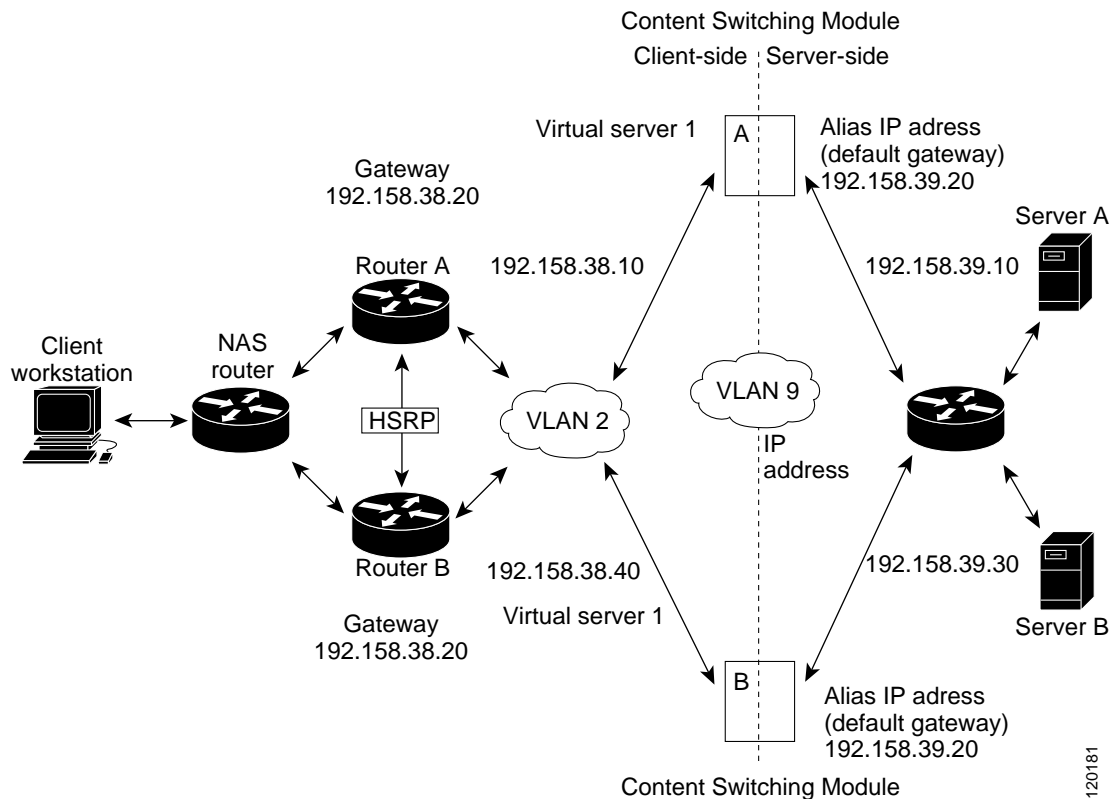 Content Switching Module
Client-side
Server-side
Virtual server 1
A
Alias IP adress
(default gateway)
192.158.39.20
Gateway
192.158.38.20
Server A
Router A
192.158.38.10
192.158.39.10
Client
workstation
NAS
router
HSRP
VLAN 2
VLAN 9
IP
address
Router B
192.158.38.40
192.158.39.30
Virtual server 1
Gateway
192.158.38.20
Server B
B
Alias IP adress
(default gateway)
192.158.39.20
Content Switching Module
120181